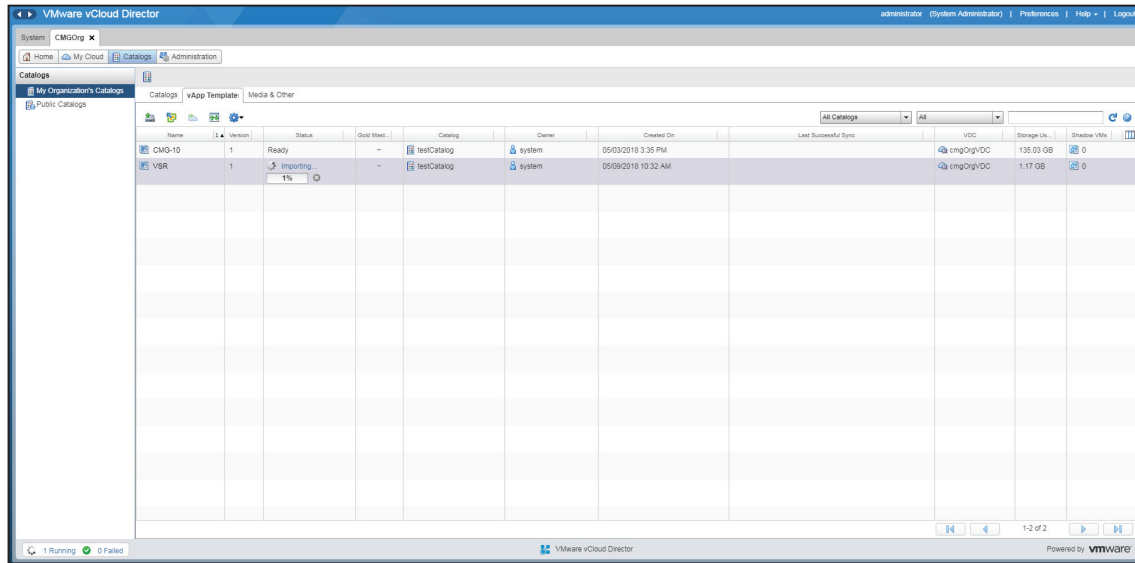 VMware vCloud Director
administrator (System Administrator) | Preferences | Help | Logout
System CMGOrg x
Home My Cloud Catalogs Administration
Catalogs
My Organization's Catalogs
Public Catalogs
Catalogs vApp Template Media & Other
All Catalogs All
Name 1 Version Status Gold Mast... Catalog Owner Created On Last Successful Sync VDC Storage Us... Shadow VMs
CMG-10 1 Ready - testCatalog system 05/03/2018 3:35 PM cmgOrgVDC 135.03 GB 0
VSR 1 Importing... - testCatalog system 05/09/2018 10:32 AM cmgOrgVDC 1.17 GB 0
1%
1-2 of 2
1 Running 0 Failed VMware vCloud Director Powered by vmware